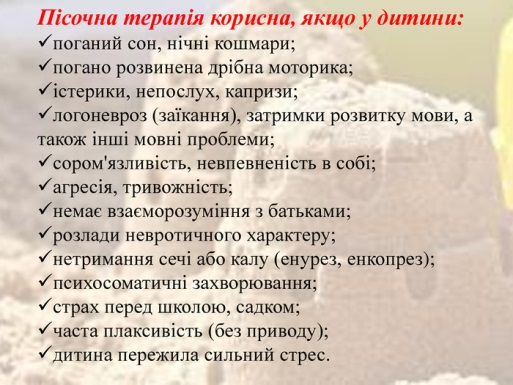 Пісочна терапія корисна, якщо у дитини:
✓поганий сон, нічні кошмари;
✓погано розвинена дрібна моторика;
✓істерики, непослух, капризи;
✓логоневроз (заїкання), затримки розвитку мови, а
також інші мовні проблеми;
✓сором'язливість, невпевненість в собі;
✓агресія, тривожність;
✓немає взаєморозуміння з батьками;
✓розлади невротичного характеру;
✓нетримання сечі або калу (енурез, енкопрез);
✓психосоматичні захворювання;
✓страх перед школою, садком;
✓часта плаксивість (без приводу);
✓дитина пережила сильний стрес.